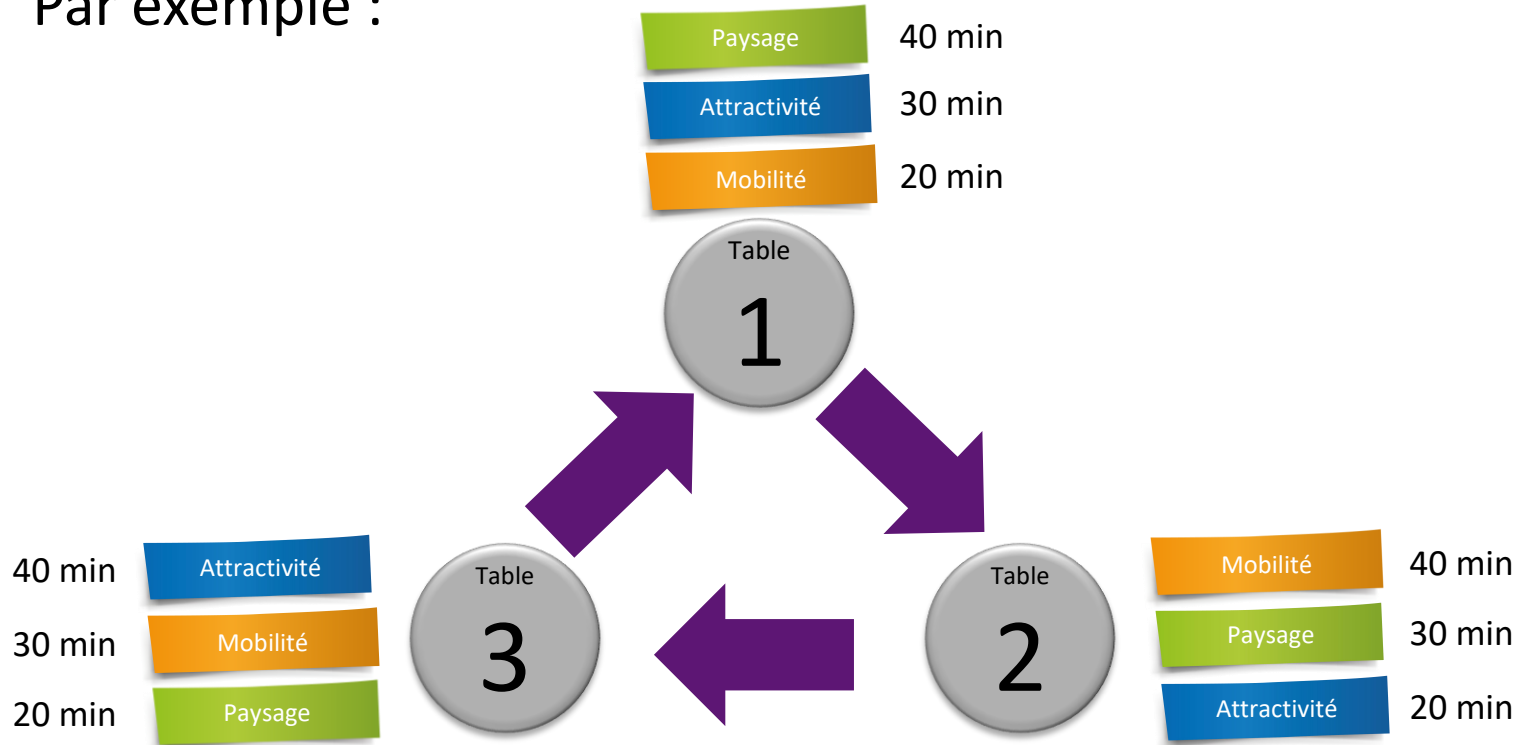 Par exemple :
Paysage 40 min
Attractivité 30 min
Mobilité 20 min
Table
1
40 min Attractivité
30 min Mobilité
20 min Paysage
Table
3
Table
2
Mobilité 40 min
Paysage 30 min
Attractivité 20 min